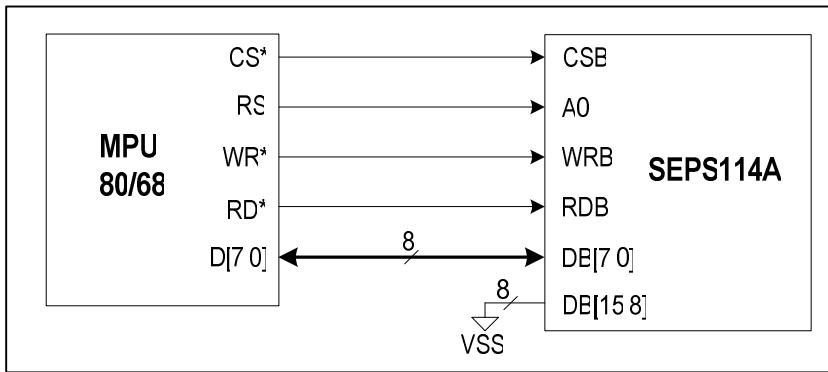 CS*
RS
WR*
RD*
D[7 0]
MPU
80/68
8
CSB
A0
WRB
RDB
DB[7 0]
DB[15 8]
SEPS114A
8
VSS